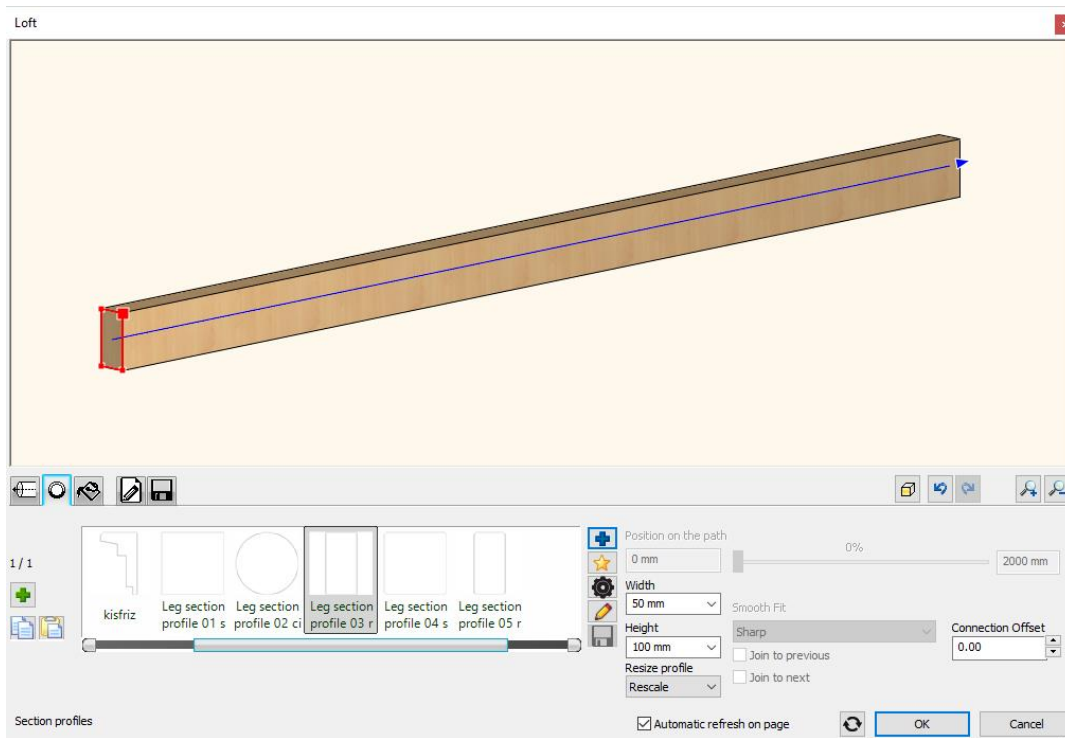 Loft
x
1 / 1
kisfriz
Leg section
profile 01 s
Leg section
profile 02 ci
Leg section
profile 03 r
Leg section
profile 04 s
Leg section
profile 05 r
Position on the path
0 mm
0%
2000 mm
Width
50 mm
Smooth Fit
Height
Sharp
Connection Offset
100 mm
Join to previous
0.00
Resize profile
Join to next
Rescale
Section profiles
Automatic refresh on page
OK
Cancel